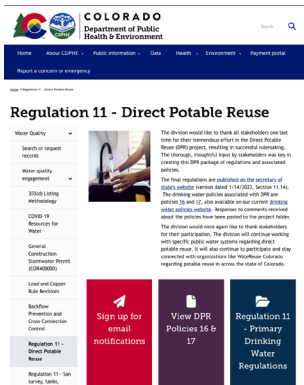 COLORADO
Department of Public
Health & Environment
CDPHE
Search
Home About CDPHE Public information Data Health Environment Payment portal
Report a concern or emergency
Home > Regulation 11 - Direct Potable Reuse
Regulation 11 - Direct Potable Reuse
Water Quality
Search or request
records
Water quality
engagement
303(d) Listing
Methodology
COVID-19
Resources for
Water
General
Construction
Stormwater Permit
(COR400000)
Lead and Copper
Rule Revisions
Backflow
Prevention and
Cross-Connection
Control
Regulation 11 -
Direct Potable
Reuse
Regulation 11 - San
survey, tanks,
The division would like to thank all stakeholders one last
time for their tremendous effort in the Direct Potable
Reuse (DPR) project, resulting in successful rulemaking.
The thorough, thoughtful input by stakeholders was key in
creating this DPR package of regulations and associated
policies.
The final regulations are published on the secretary of
state's website (version dated 1/14/2023, Section 11.14).
The drinking water policies associated with DPR are
policies 16 and 17, also available on our current drinking
water policies website. Responses to comments received
about the policies have been posted to the project folder.
The division would once again like to thank stakeholders
for their participation. The division will continue working
with specific public water systems regarding direct
potable reuse. It will also continue to participate and stay
connected with organizations like WateReuse Colorado
regarding potable reuse in across the state of Colorado.
Sign up for
email
notifications
View DPR
Policies 16 &
17
Regulation 11
- Primary
Drinking
Water
Regulations